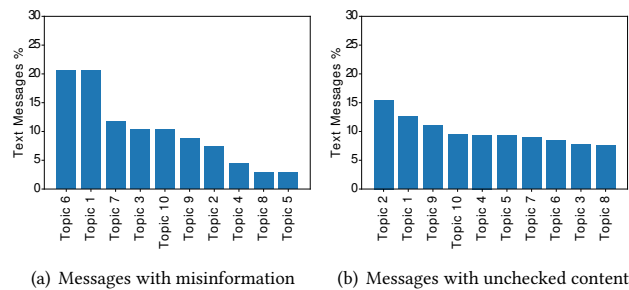 30
25
20
15
10
5
0
Text Messages %
Topic 6
Topic 1
Topic 7
Topic 3
Topic 10
Topic 9
Topic 2
Topic 4
Topic 8
Topic 5
(a) Messages with misinformation
30
25
20
15
10
5
0
Text Messages %
Topic 2
Topic 1
Topic 9
Topic 10
Topic 4
Topic 5
Topic 7
Topic 6
Topic 3
Topic 8
(b) Messages with unchecked content